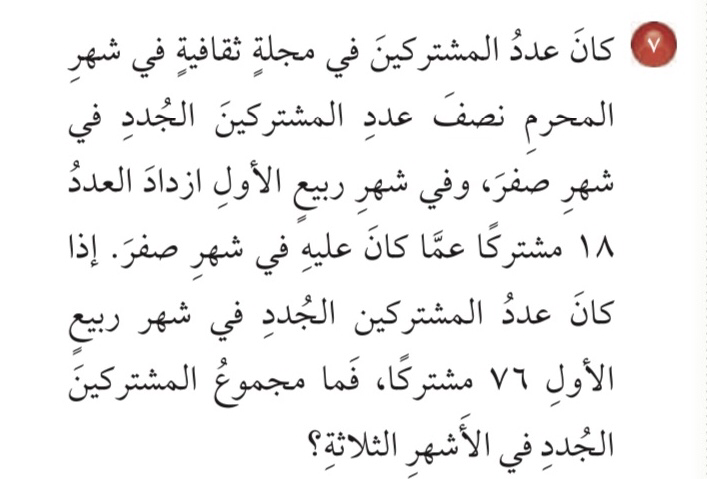 ٧ كانَ عددُ المشتركينَ في مجلةٍ ثقافيةٍ في شهرِ
المحرمِ نصفَ عددِ المشتركينَ الجُددِ في
شهرِ صفرَ، وفي شهرِ ربيعٍ الأولِ ازدادَ العددُ
١٨ مشتركًا عمَّا كانَ عليهِ في شهرِ صفرَ. إذا
كانَ عددُ المشتركين الجُددِ في شهر ربيعٍ
الأولِ ٧٦ مشتركًا، فَما مجموعُ المشتركينَ
الجُددِ في الأَشهرِ الثلاثةِ؟